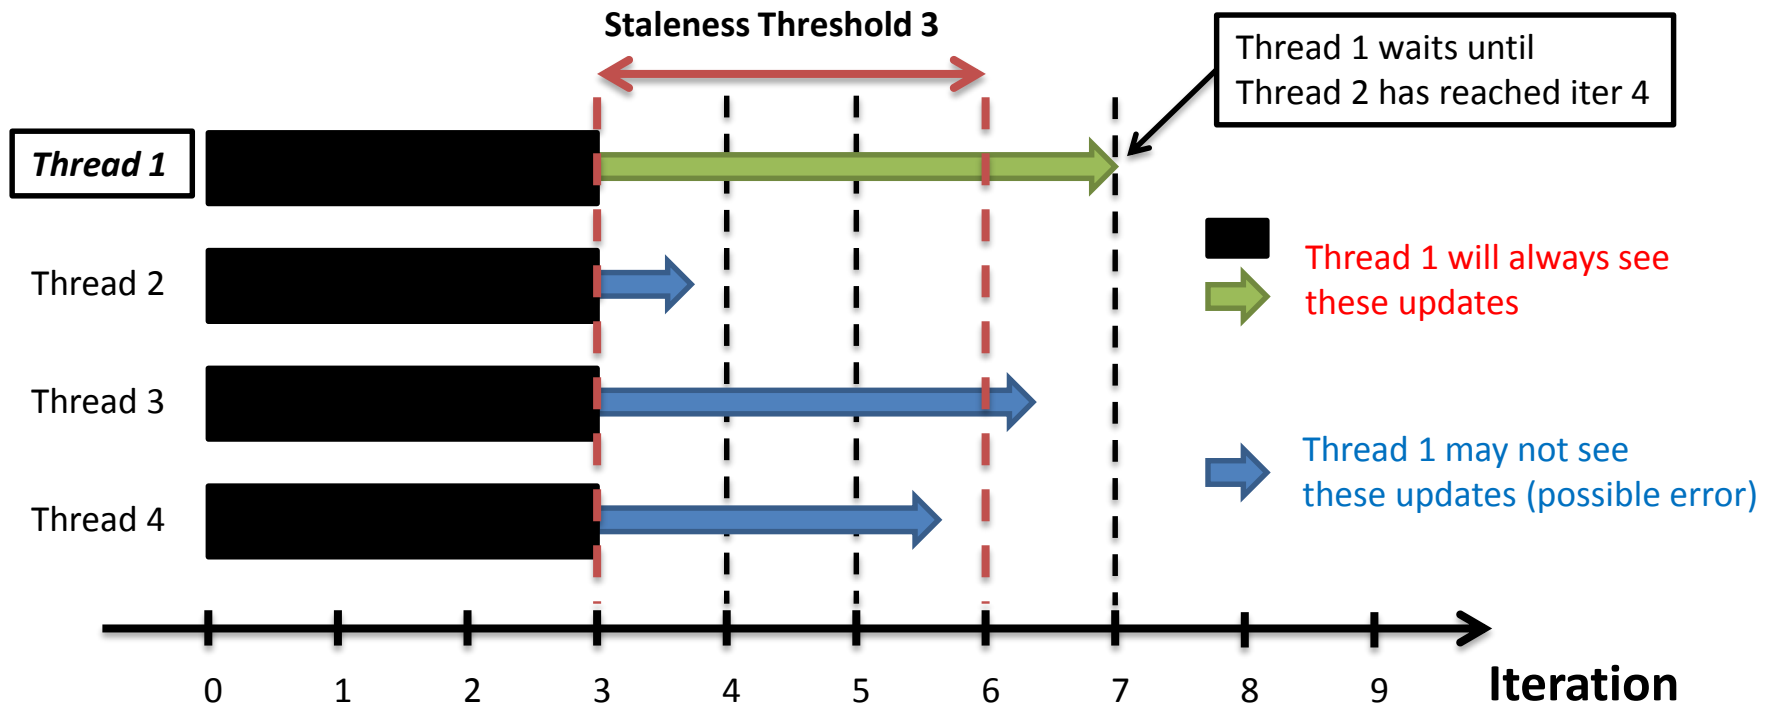 Staleness Threshold 3
Thread 1 waits until
Thread 2 has reached iter 4
Thread 1
Thread 2
Thread 3
Thread 4
Thread 1 will always see
these updates
Thread 1 may not see
these updates (possible error)
0 1 2 3 4 5 6 7 8 9
Iteration